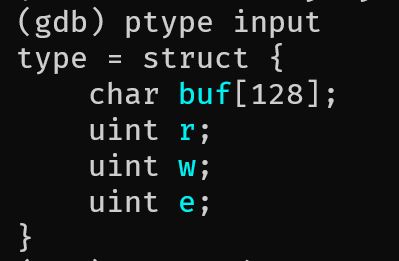 (gdb) ptype input
type = struct {
    char buf[128];
    uint r;
    uint w;
    uint e;
}